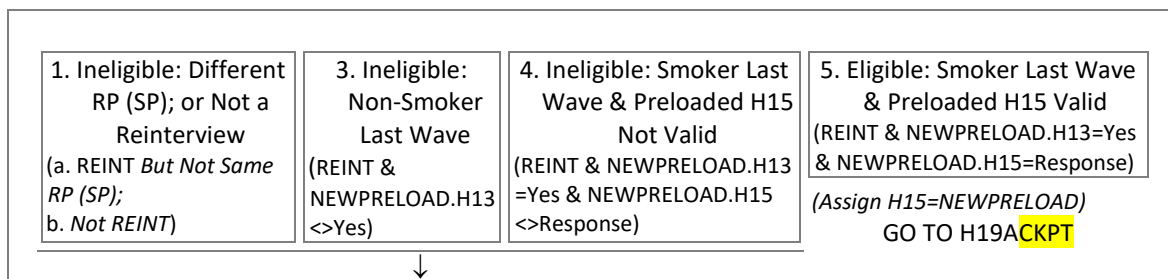 1. Ineligible: Different
RP (SP); or Not a
Reinterview
(a. REINT But Not Same
RP (SP);
b. Not REINT)
3. Ineligible:
Non-Smoker
Last Wave
(REINT &
NEWPRELOAD.H13
<>Yes)
4. Ineligible: Smoker Last
Wave & Preloaded H15
Not Valid
(REINT & NEWPRELOAD.H13
=Yes & NEWPRELOAD.H15
<>Response)
5. Eligible: Smoker Last Wave
& Preloaded H15 Valid
(REINT & NEWPRELOAD.H13=Yes
& NEWPRELOAD.H15=Response)
(Assign H15=NEWPRELOAD)
GO TO H19ACKPT
↓